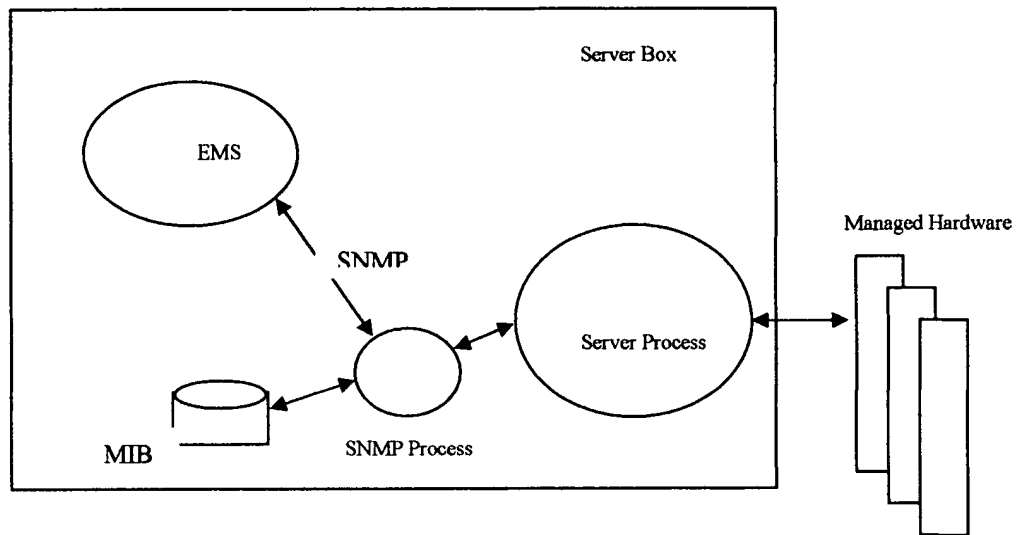 Server Box
EMS
Managed Hardware
SNMP
Server Process
MIB
SNMP Process